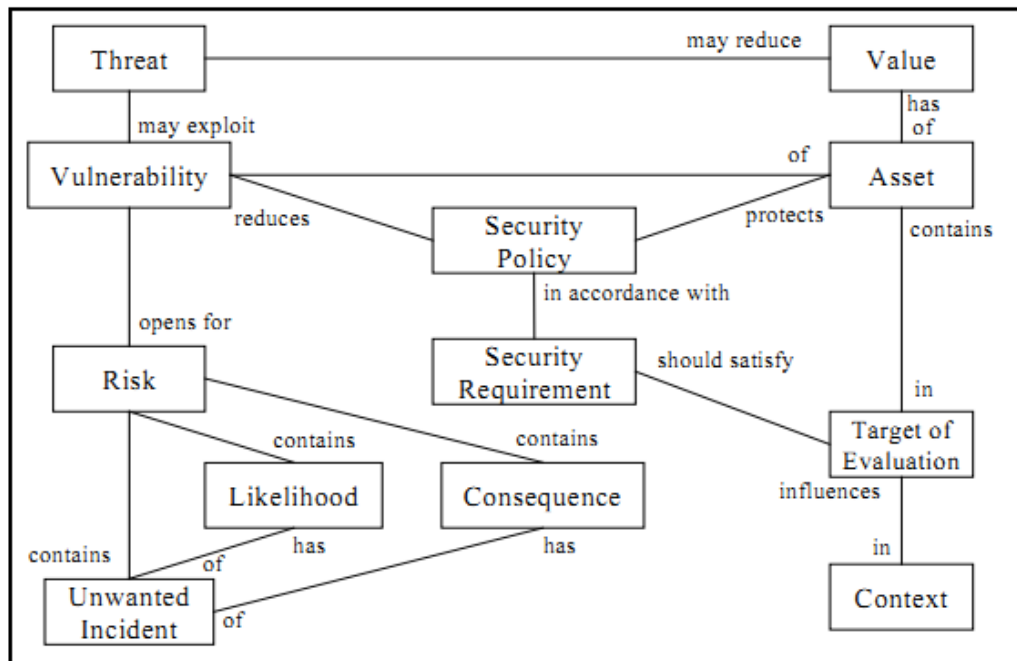 Threat
may reduce
Value
has
may exploit
of
Vulnerability
of
Asset
reduces
Security
Policy
protects
contains
in accordance with
opens for
Risk
Security
Requirement
should satisfy
in
contains
contains
Target of
Evaluation
Likelihood
Consequence
influences
contains
of
has
has
in
Unwanted
Incident
of
Context